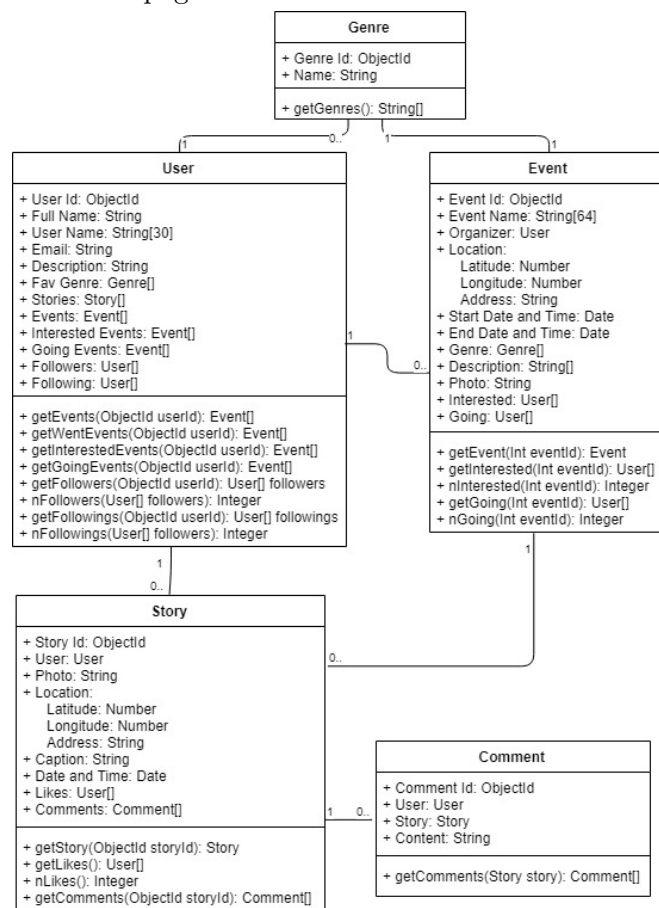 Genre
+ Genre Id: ObjectId
+ Name: String
+ getGenres(): String[]
1
0..
1
1
User
+ User Id: ObjectId
+ Full Name: String
+ User Name: String[30]
+ Email: String
+ Description: String
+ Fav Genre: Genre[]
+ Stories: Story[]
+ Events: Event[]
+ Interested Events: Event[]
+ Going Events: Event[]
+ Followers: User[]
+ Following: User[]
+ getEvents(ObjectId userId): Event[]
+ getWentEvents(ObjectId userId): Event[]
+ getInterestedEvents(ObjectId userId): Event[]
+ getGoingEvents(ObjectId userId): Event[]
+ getFollowers(ObjectId userId): User[] followers
+ nFollowers(User[] followers): Integer
+ getFollowings(ObjectId userId): User[] followings
+ nFollowings(User[] followers): Integer
Event
+ Event Id: ObjectId
+ Event Name: String[64]
+ Organizer: User
+ Location:
Latitude: Number
Longitude: Number
Address: String
+ Start Date and Time: Date
+ End Date and Time: Date
+ Genre: Genre[]
+ Description: String[]
+ Photo: String
+ Interested: User[]
+ Going: User[]
+ getEvent(Int eventId): Event
+ getInterested(Int eventId): User[]
+ nInterested(Int eventId): Integer
+ getGoing(Int eventId): User[]
+ nGoing(Int eventId): Integer
1
0..
1
0..
1
0..
Story
+ Story Id: ObjectId
+ User: User
+ Photo: String
+ Location:
Latitude: Number
Longitude: Number
Address: String
+ Caption: String
+ Date and Time: Date
+ Likes: User[]
+ Comments: Comment[]
+ getStory(ObjectId storyId): Story
+ getLikes(): User[]
+ nLikes(): Integer
+ getComments(ObjectId storyId): Comment[]
1
0..
Comment
+ Comment Id: ObjectId
+ User: User
+ Story: Story
+ Content: String
+ getComments(Story story): Comment[]